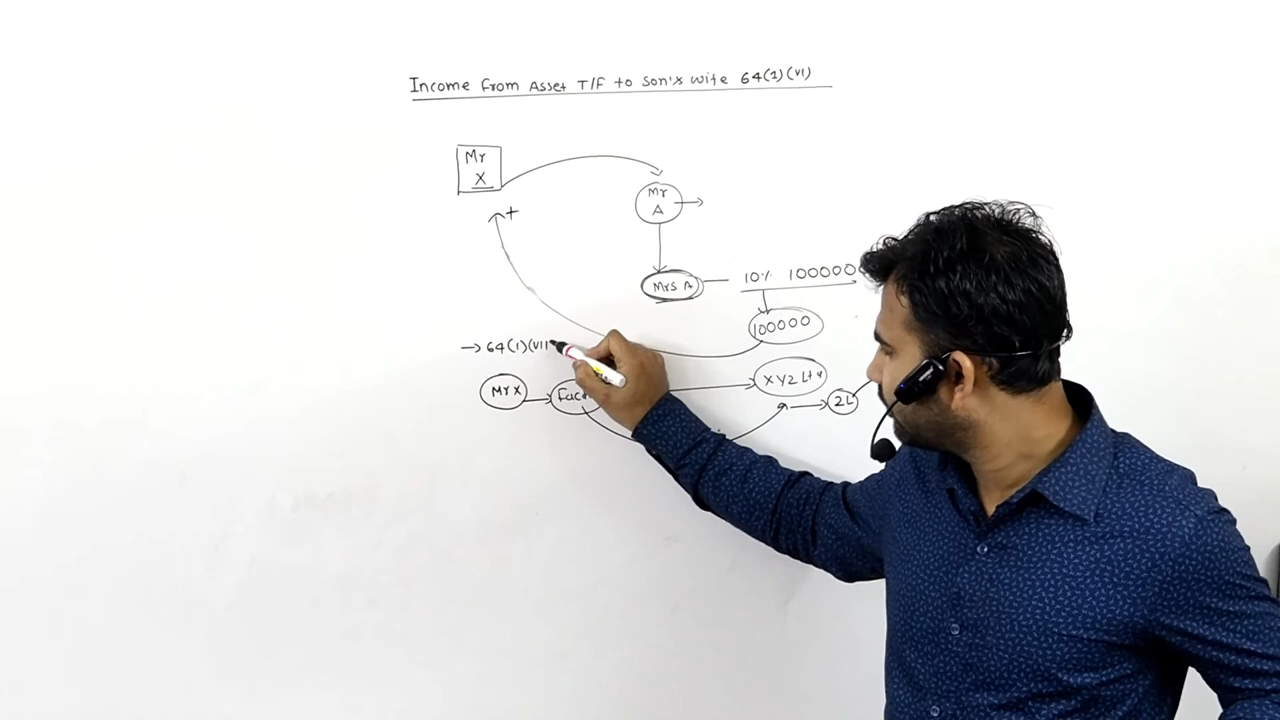 Income from Asset T/F to Son's wife 64(1)(VI)
Mr
X
Mr
A
+
Mrs A
10% 100000
100000
→ 64(1)(VII
Mr X
XYZ Ltd
2L